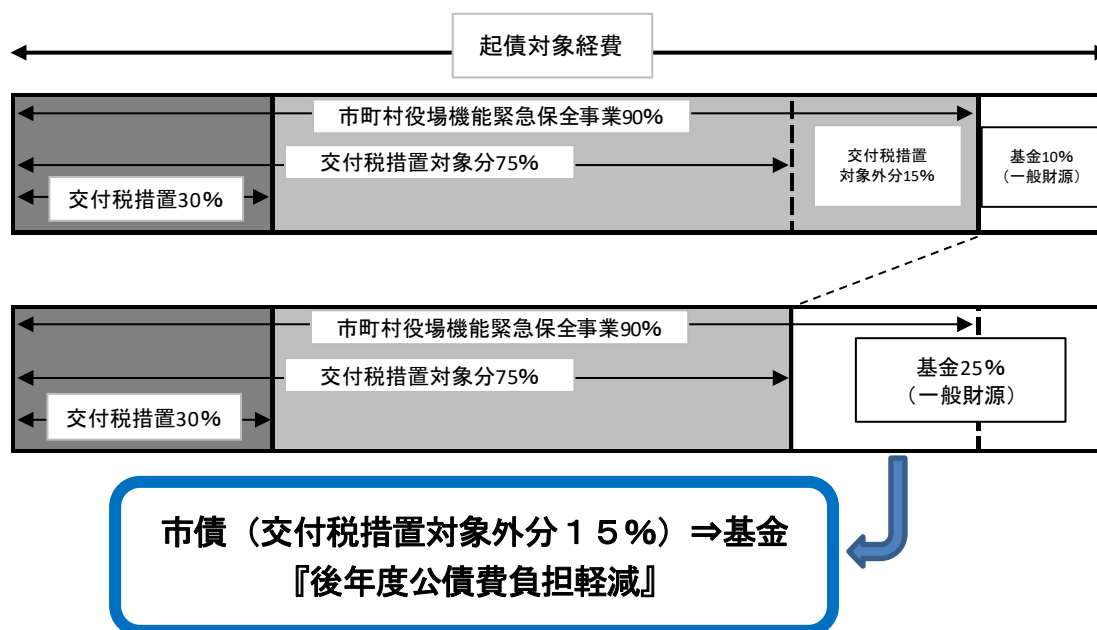 起債対象経費
市町村役場機能緊急保全事業90%
交付税措置対象分75%
交付税措置
対象外分15%
基金10%
（一般財源）
交付税措置30%
市町村役場機能緊急保全事業90%
交付税措置対象分75%
基金25%
（一般財源）
交付税措置30%
市債（交付税措置対象外分１５%）⇒基金
『後年度公債費負担軽減』